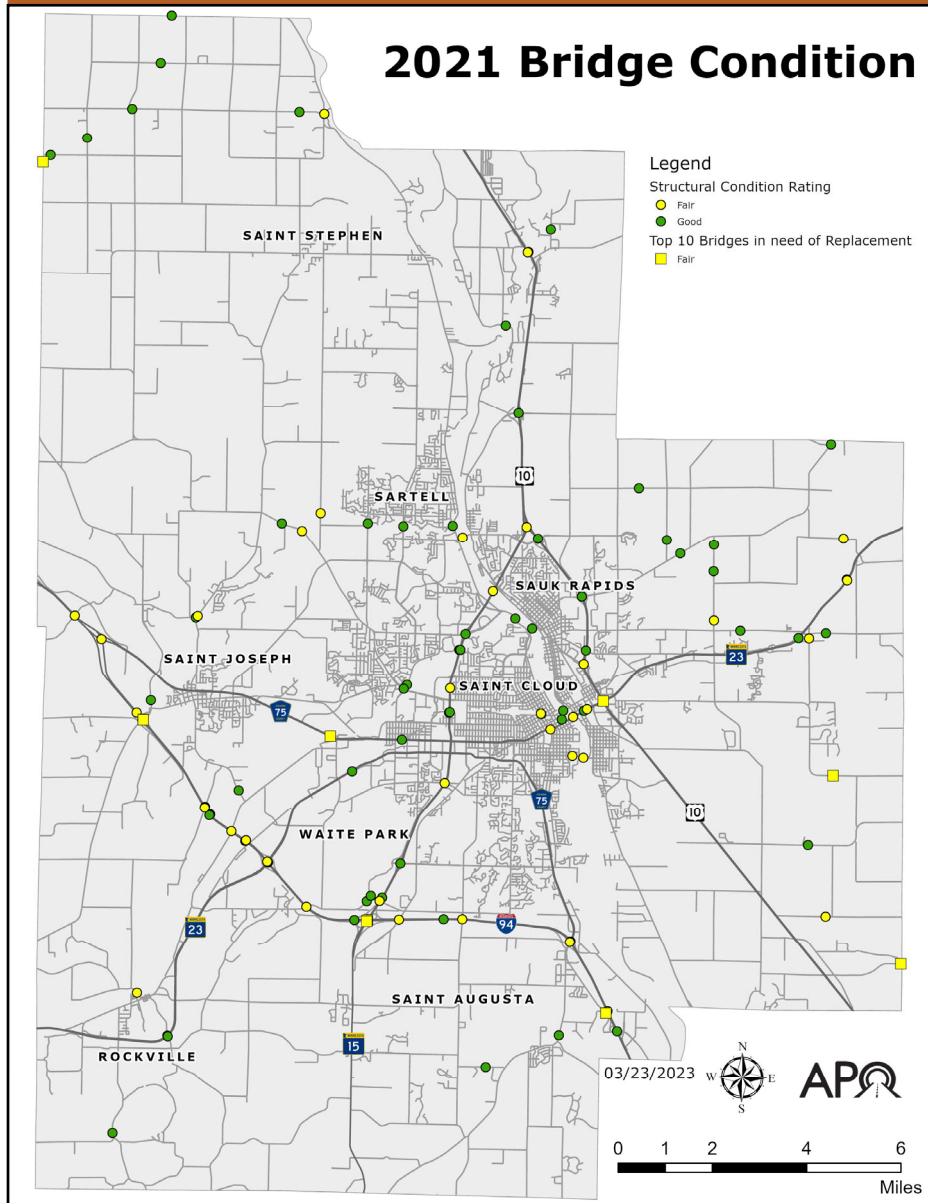 2021 Bridge Condition
Legend
Structural Condition Rating
Fair
Good
Top 10 Bridges in need of Replacement
Fair
SAINT STEPHEN
10
SARTELL
SAUK RAPIDS
SAINT JOSEPH
23
SAINT CLOUD
75
75
10
WAITE PARK
23
94
SAINT AUGUSTA
15
ROCKVILLE
03/23/2023
N
W
E
S
APO
0 1 2 4 6
Miles